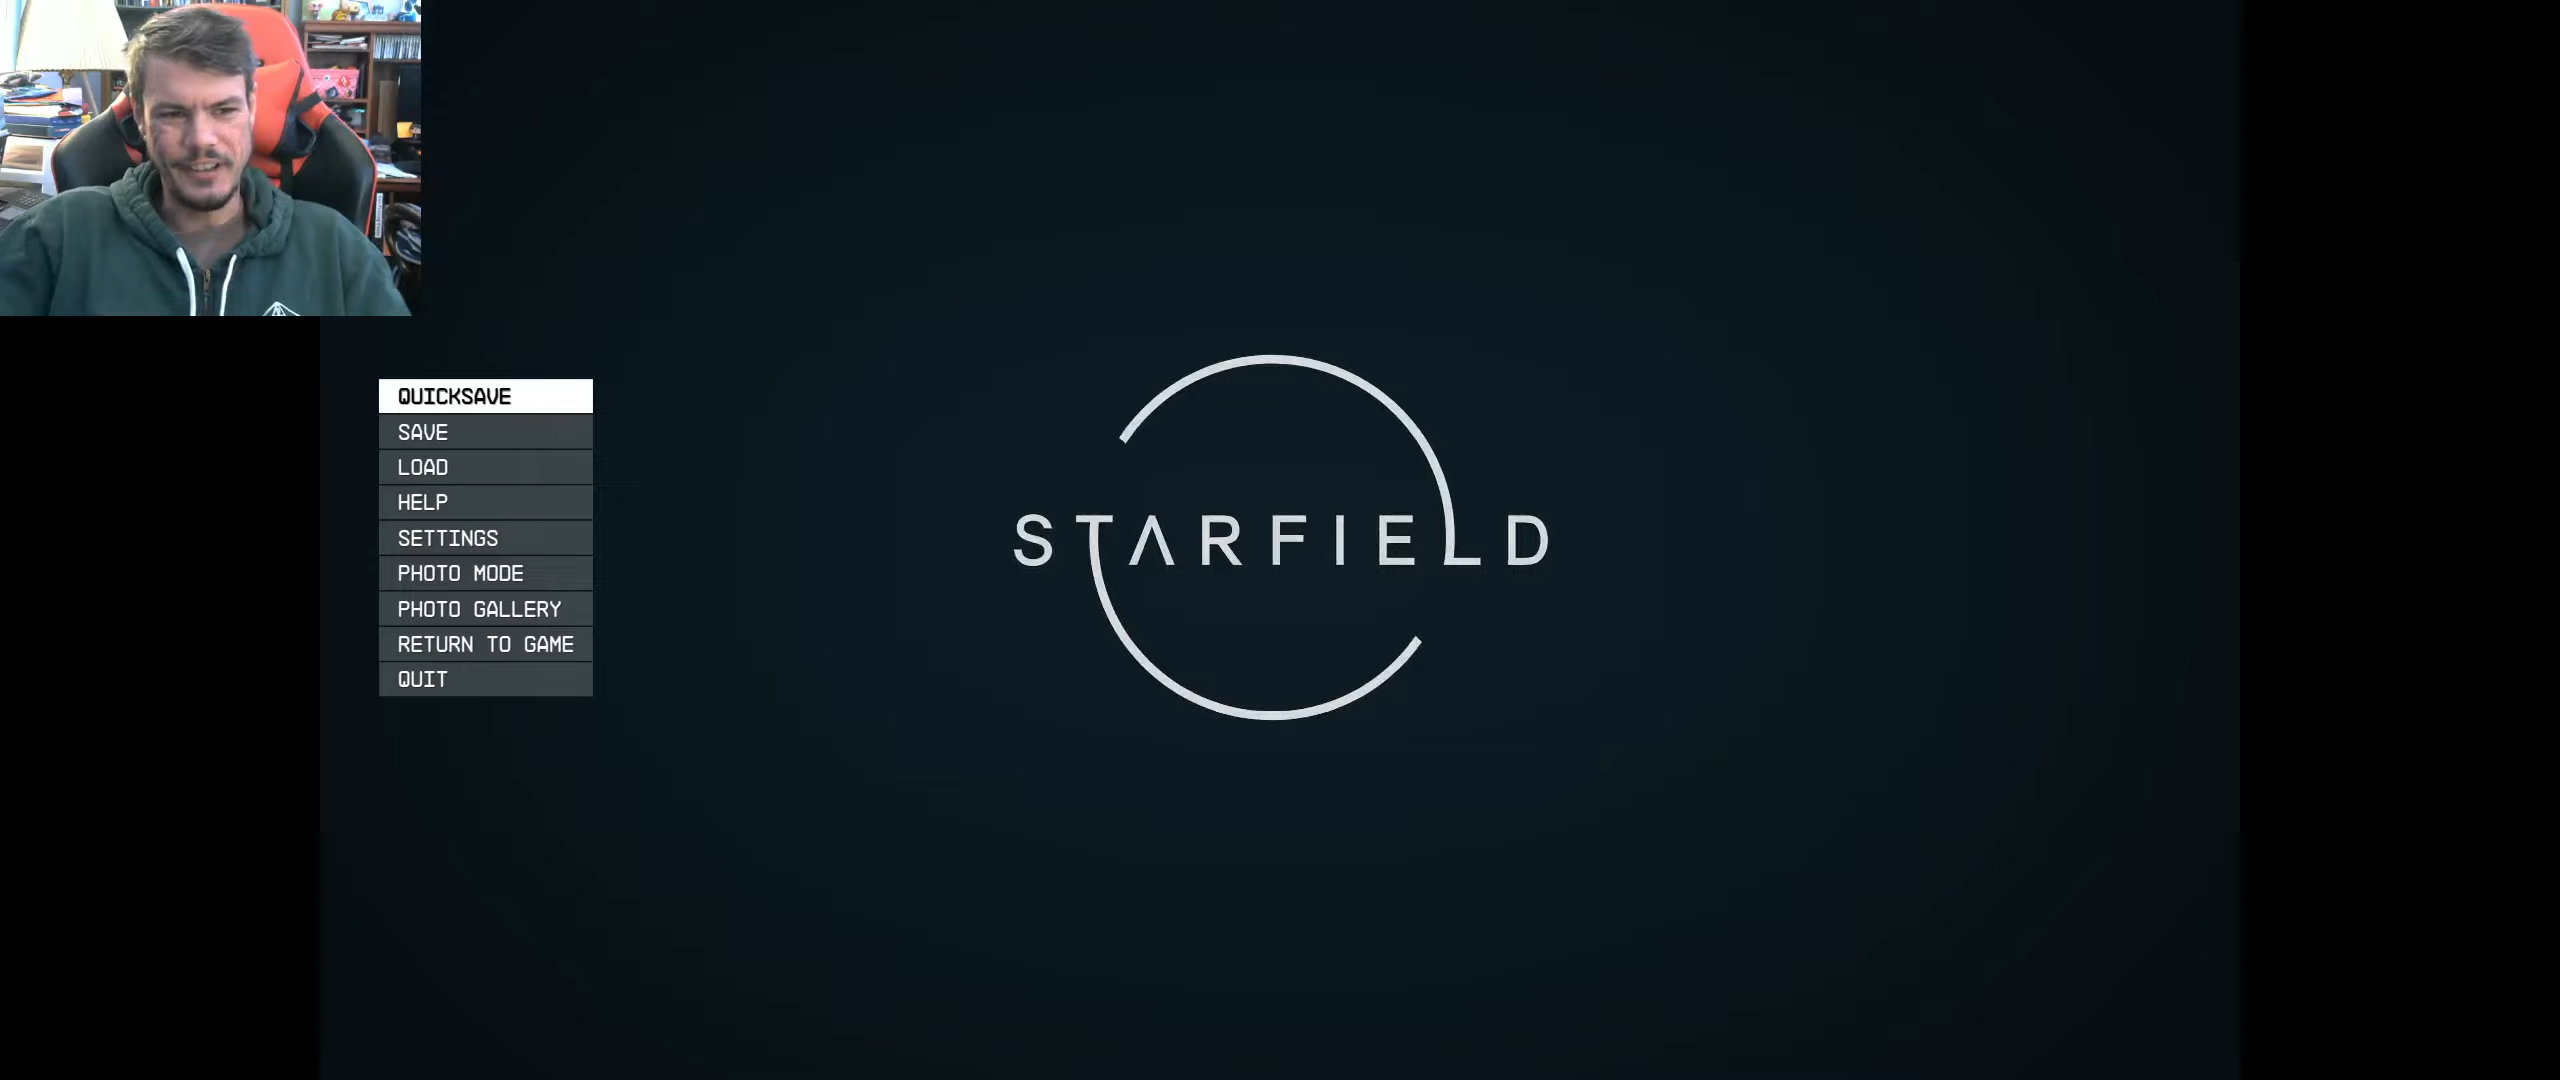 QUICKSAVE
SAVE
LOAD
HELP
SETTINGS
PHOTO MODE
PHOTO GALLERY
RETURN TO GAME
QUIT
STARFIELD